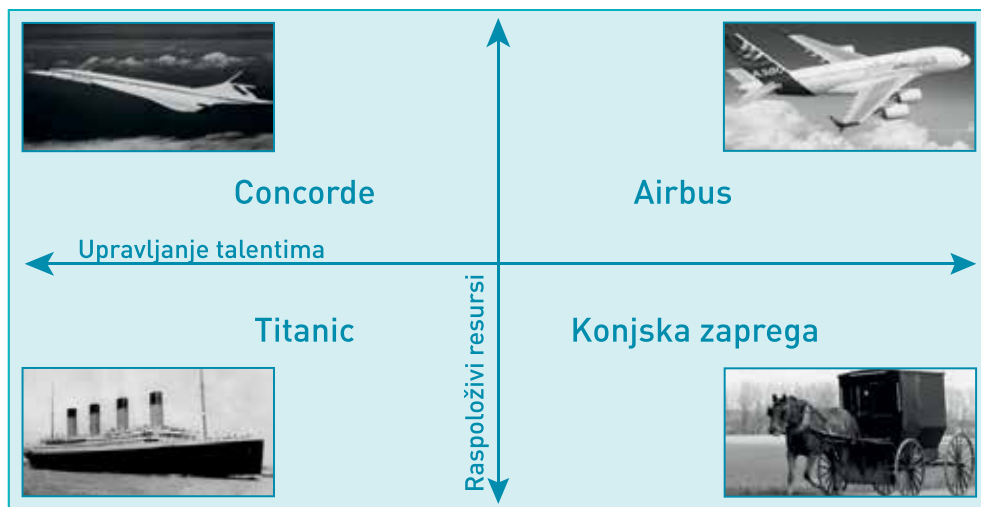 Concorde
Airbus
Upravljanje talentima
Raspoloživi resursi
Titanic
Konjska zaprega